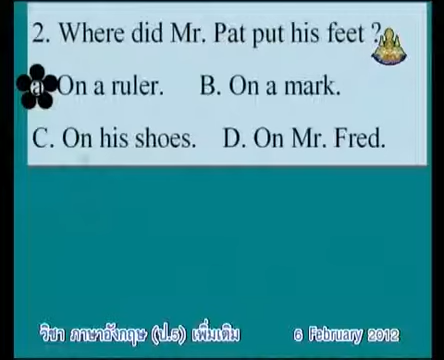 2. Where did Mr. Pat put his feet ?
a. On a ruler. B. On a mark.
C. On his shoes. D. On Mr. Fred.
วิชา ภาษาอังกฤษ (ป.5) เพิ่มเติม 6 February 2012